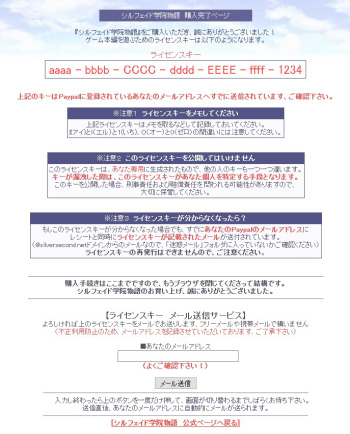 シルフェイド学院物語 購入完了ページ
『シルフェイド学院物語』をご購入いただき、誠にありがとうございました！
ゲーム本編を遊ぶためのライセンスキーは以下のようになります。
ライセンスキー
aaaa - bbbb - CCCC - dddd - EEEE - ffff - 1234
上記のキーはPaypalに登録されているあなたのメールアドレスへすでに送信されています、ご確認下さい。
※注意1 ライセンスキーをメモしてください
上記ライセンスキーはメモを取るなどして記録しておいてください。
I(アイ)とl(エル)と1(いち)、O(オー)と0(ゼロ)の間違いには注意してください。
※注意2 このライセンスキーを公開してはいけません
このライセンスキーは、あなた専用に生成されたもので、他の人のキーも一つ一つ違います。
キーが漏洩した際は、このライセンスキーがあなた個人を特定する手段となります。
このキーを公開した場合、刑事責任および賠償責任を問われる可能性がありますので、
大切に保管してください。
※注意3 ライセンスキーが分からなくなったら？
もしこのライセンスキーが分からなくなった場合でも、すでにあなたのPaypalのメールアドレスに
レシートと同時にライセンスキーが記載されたメールが送付されています。
(@silversecond.netドメインからのメールなので、「迷惑メール」フォルダに入っていないかご確認ください)
ライセンスキーの再発行はできませんので、ご注意ください。
購入手続きはここまでですので、もうブラウザを閉じてくださって結構です。
シルフェイド学院物語のお買い上げ、誠にありがとうございました。
【ライセンスキー メール送信サービス】
よろしければ上のライセンスキーをメールでお送りします。フリーメールや携帯メールで構いません
(不正利用防止のため、メールアドレスを記録させていただいております、ご了承下さい)
■あなたのメールアドレス
(よくご確認下さい！)
メール送信
入力し終わったら上のボタンを一度だけ押して、画面が切り替わるまでしばらくお待ち下さい。
送信直後、あなたのメールアドレスに自動的にメールが送られます。
[シルフェイド学院物語 公式ページへ戻る]